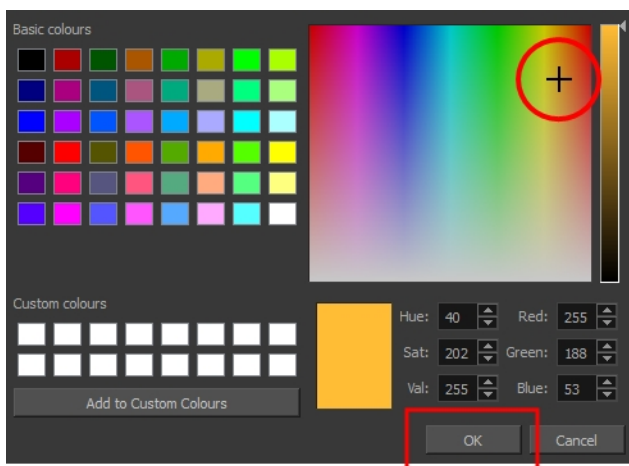 Basic colours
Custom colours
Add to Custom Colours
Hue: 40 Red: 255
Sat: 202 Green: 188
Val: 255 Blue: 53
OK Cancel